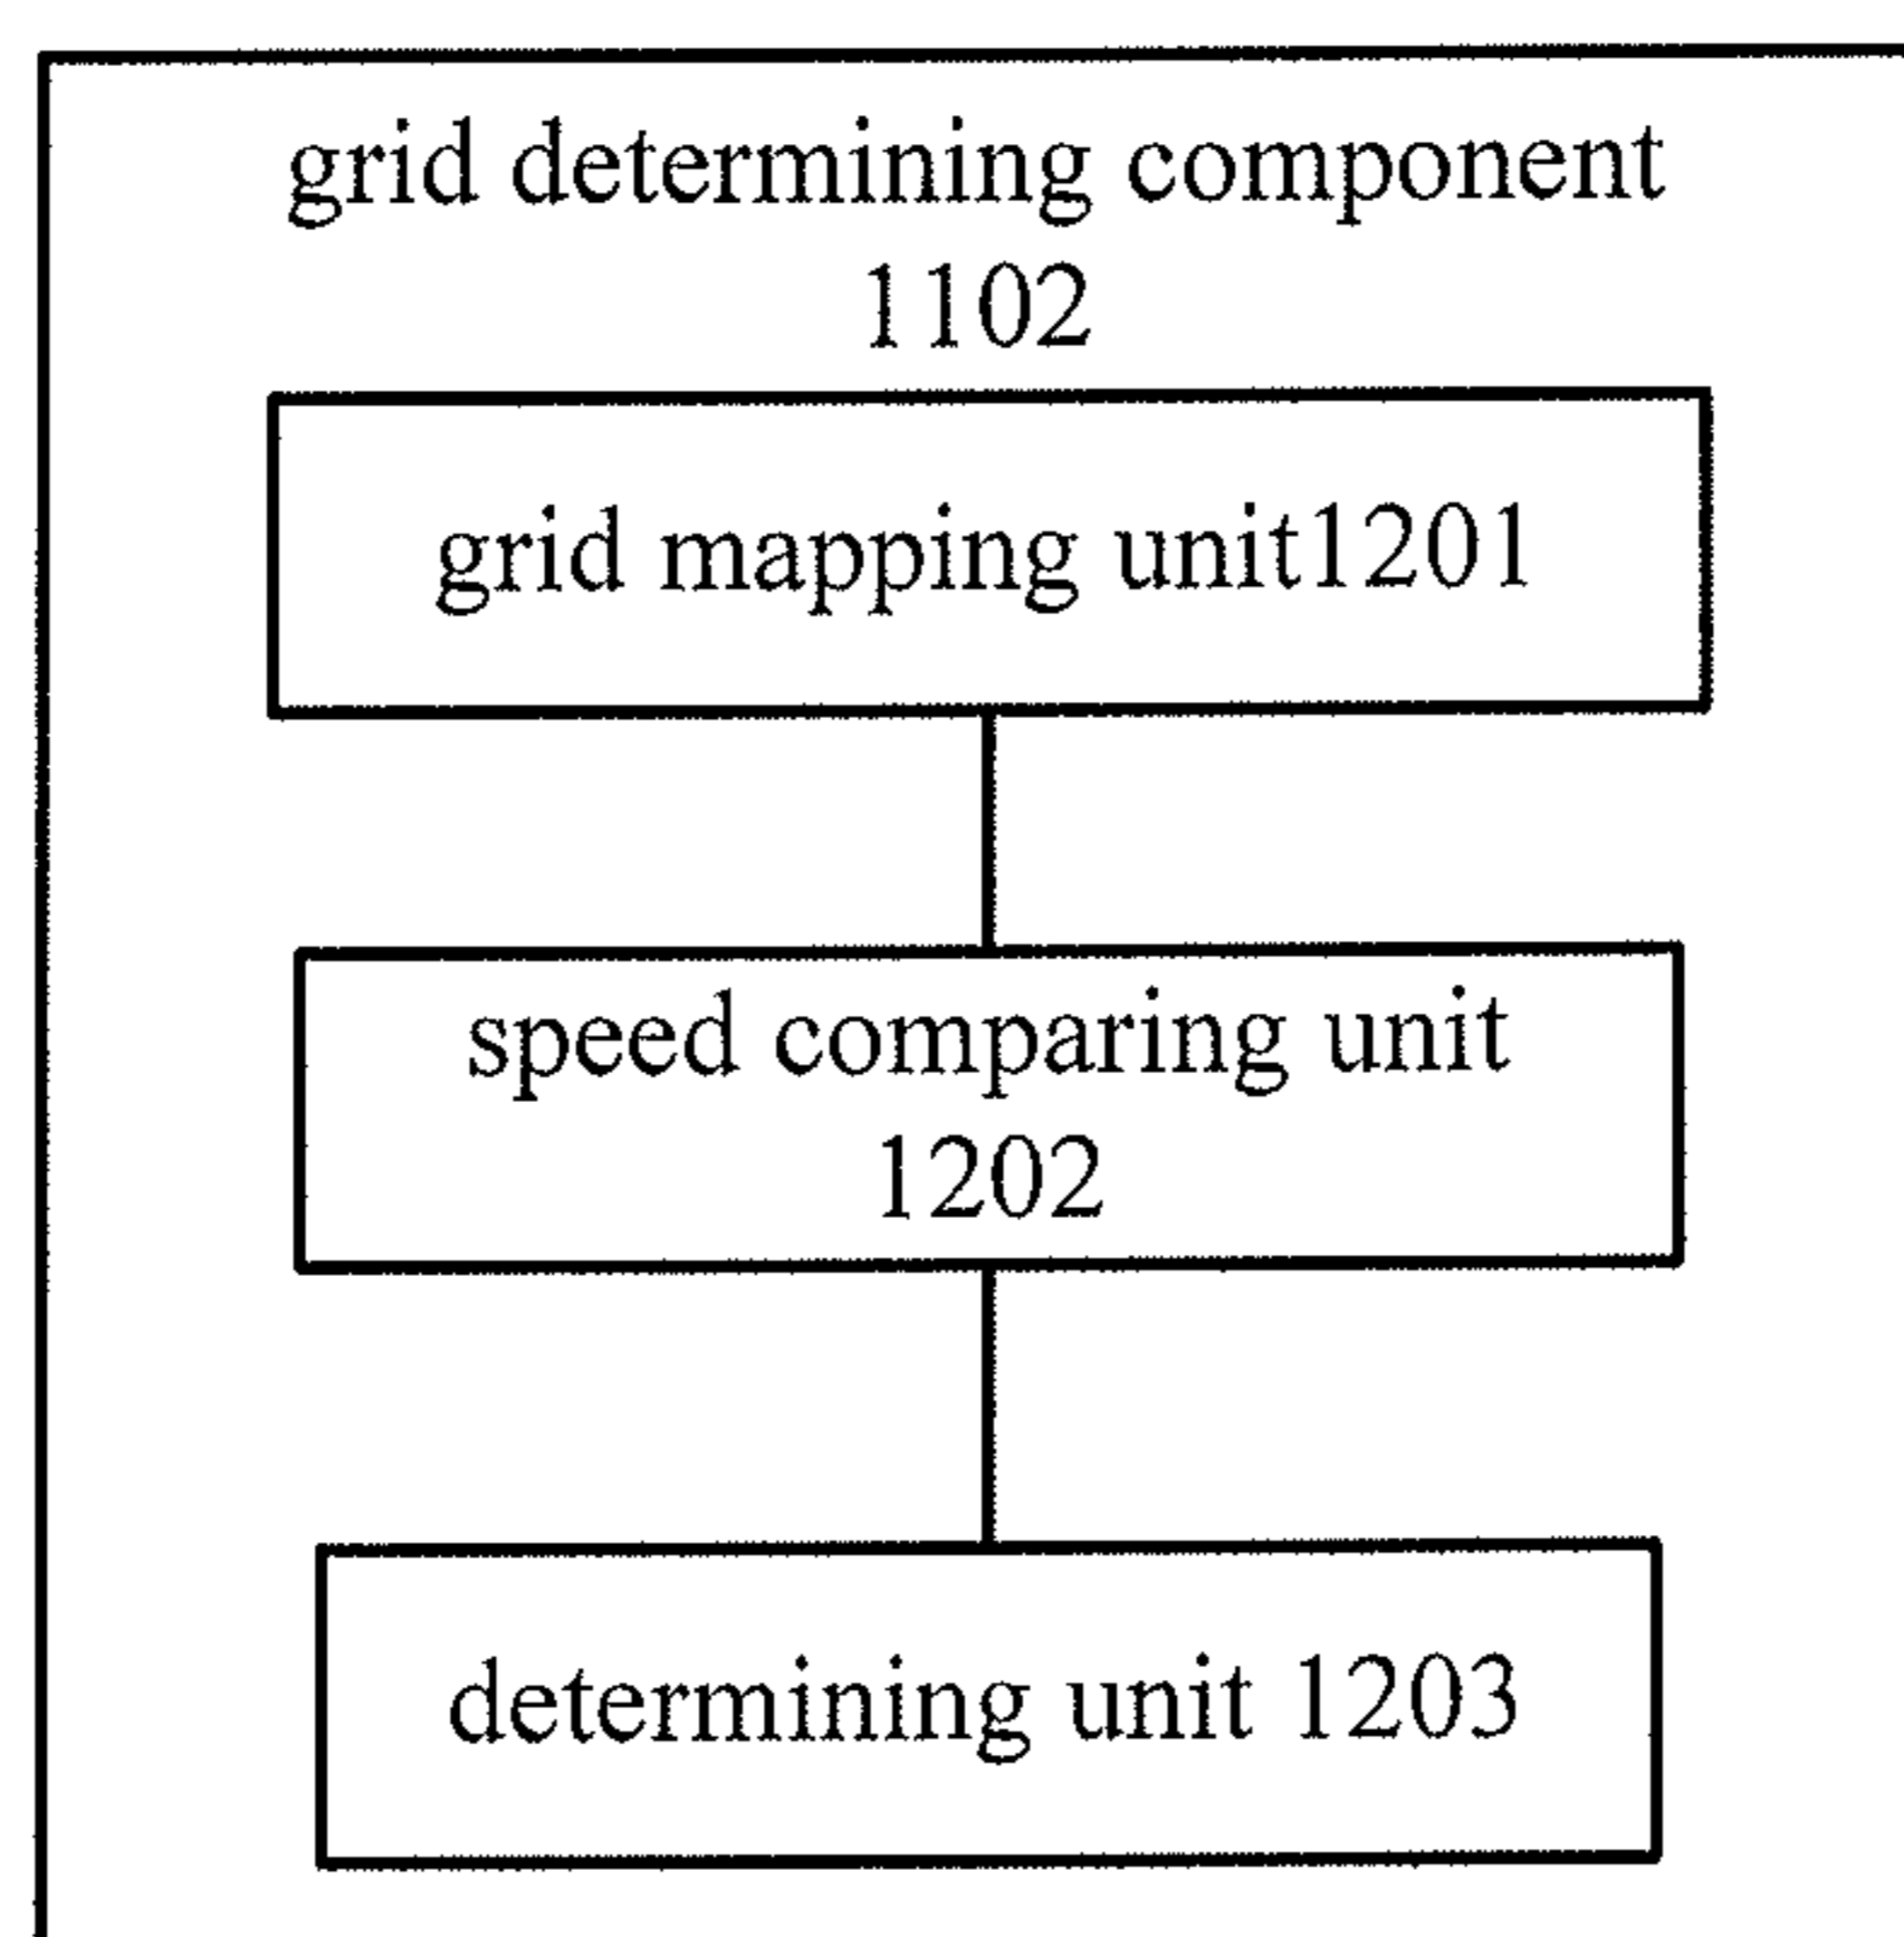 grid determining component
1102
grid mapping unit1201
speed comparing unit
1202
determining unit 1203